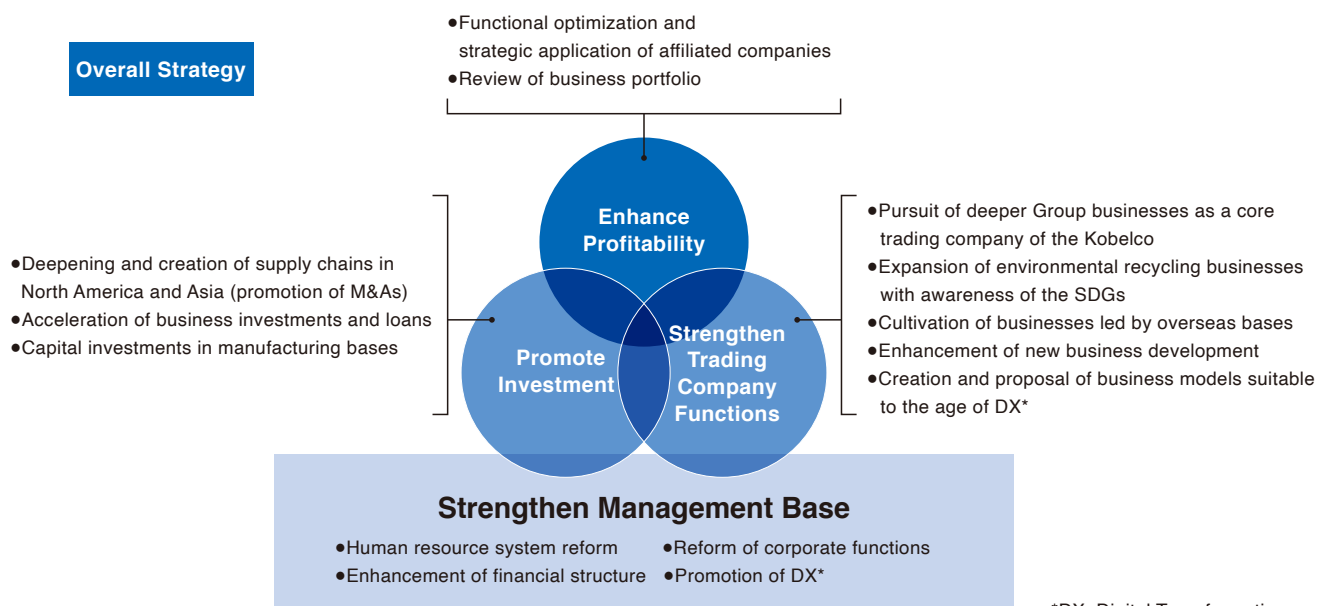 Overall Strategy
●Functional optimization and
strategic application of affiliated companies
●Review of business portfolio
Enhance
Profitability
●Deepening and creation of supply chains in
North America and Asia (promotion of M&As)
●Acceleration of business investments and loans
●Capital investments in manufacturing bases
Promote
Investment
Strengthen
Trading
Company
Functions
●Pursuit of deeper Group businesses as a core
trading company of the Kobelco
●Expansion of environmental recycling businesses
with awareness of the SDGs
●Cultivation of businesses led by overseas bases
●Enhancement of new business development
●Creation and proposal of business models suitable
to the age of DX*
Strengthen Management Base
●Human resource system reform ●Reform of corporate functions
●Enhancement of financial structure ●Promotion of DX*